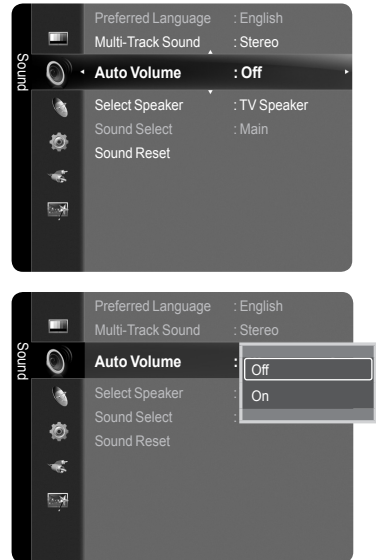 Sound
Preferred Language : English
Multi-Track Sound : Stereo
Auto Volume : Off
Select Speaker : TV Speaker
Sound Select : Main
Sound Reset
Sound
Preferred Language : English
Multi-Track Sound : Stereo
Auto Volume :
Off
On
Select Speaker :
Sound Select :
Sound Reset